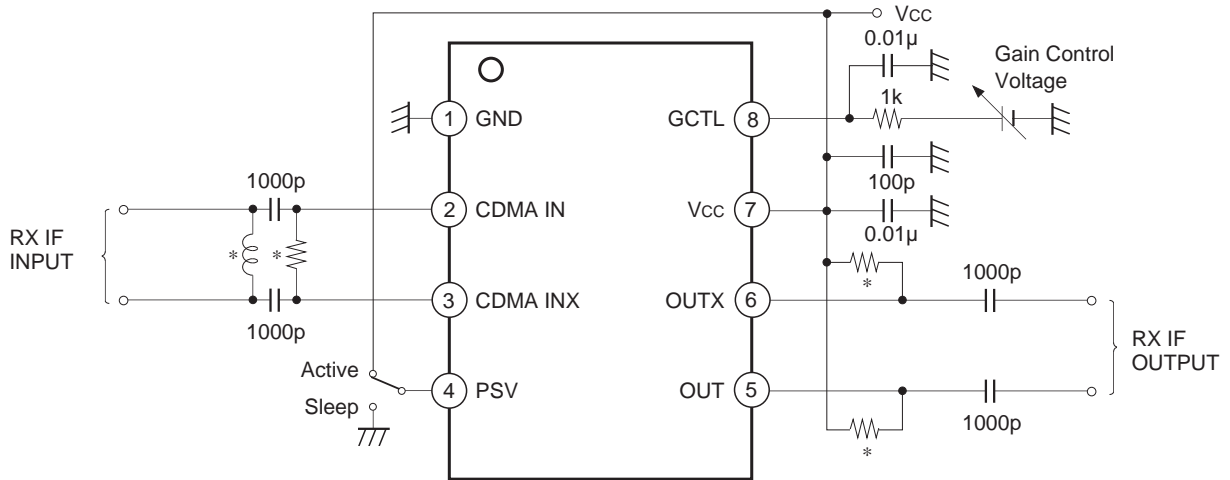 Vcc
0.01µ
Gain Control
Voltage
1k
1 GND
GCTL 8
1000p
100p
2 CDMA IN
Vcc 7
RX IF
INPUT
*
*
0.01µ
*
1000p
3 CDMA INX
OUTX 6
1000p
RX IF
OUTPUT
Active
4 PSV
OUT 5
Sleep
1000p
*